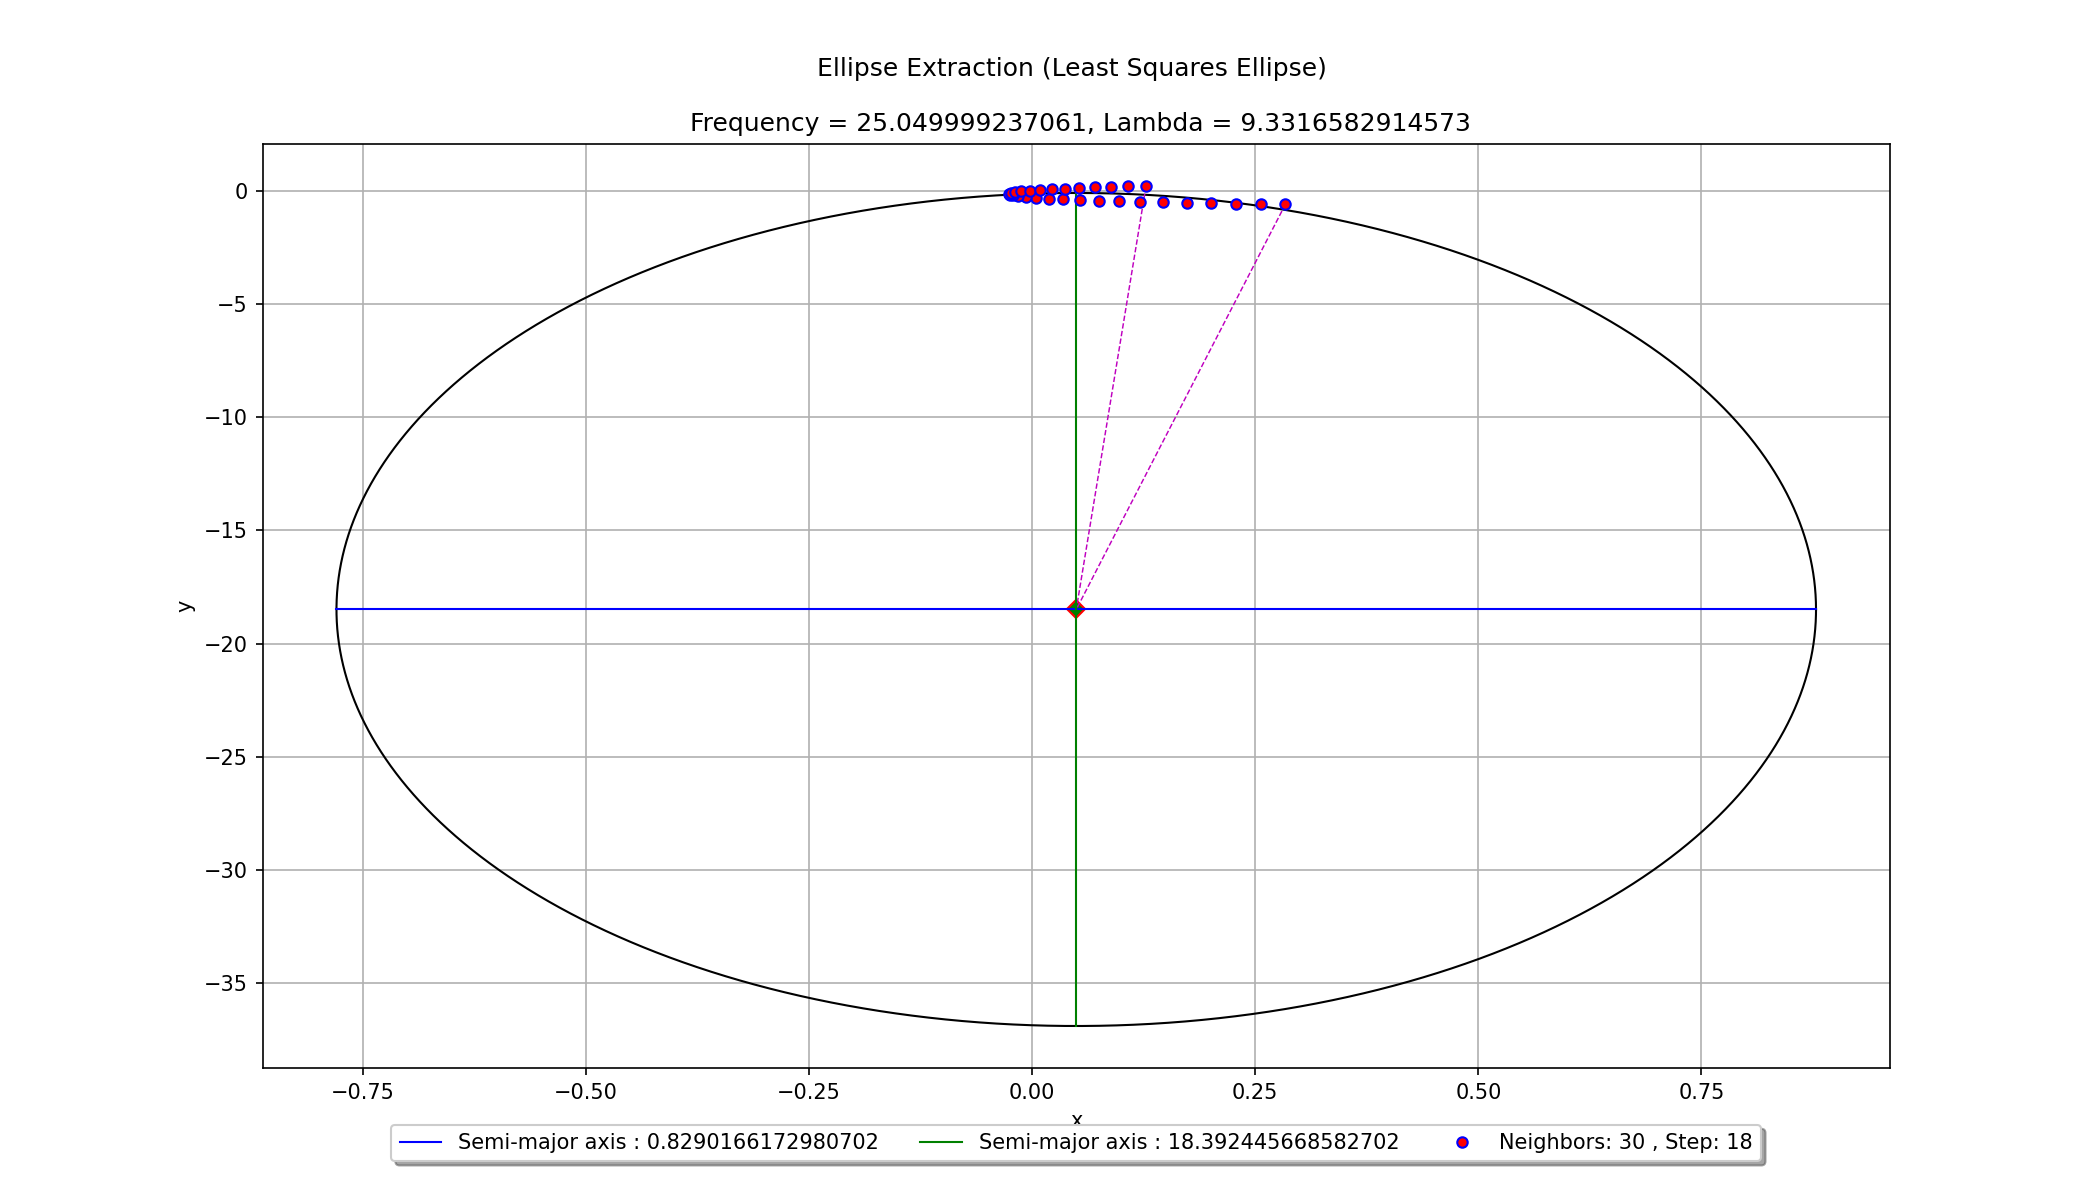 Ellipse Extraction (Least Squares Ellipse)
Frequency = 25.049999237061, Lambda = 9.3316582914573
0
−5
−10
−15
−20
−25
−30
−35
y
−0.75 −0.50 −0.25 0.00 0.25 0.50 0.75
x
Semi-major axis : 0.8290166172980702 Semi-major axis : 18.392445668582702 Neighbors: 30 , Step: 18